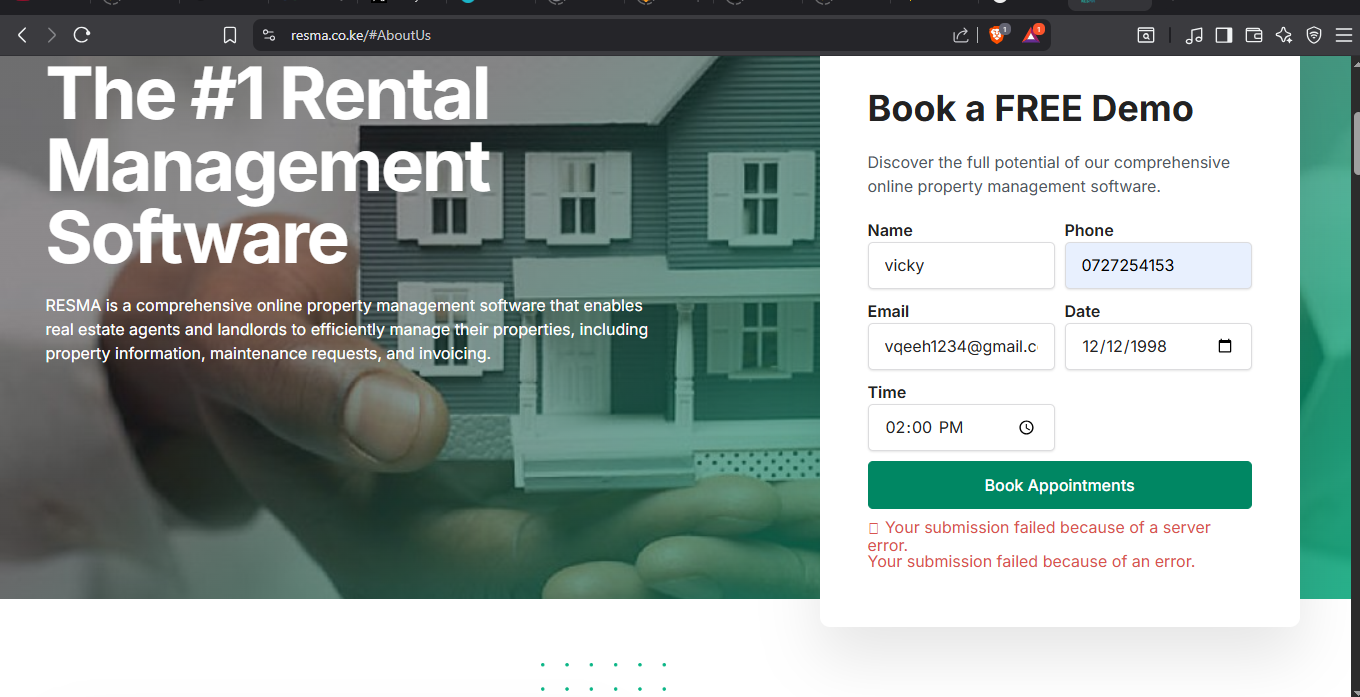 resma.co.ke/#AboutUs
1
1
The #1 Rental
Management
Software
RESMA is a comprehensive online property management software that enables
real estate agents and landlords to efficiently manage their properties, including
property information, maintenance requests, and invoicing.
Book a FREE Demo
Discover the full potential of our comprehensive
online property management software.
Name
Phone
vicky
0727254153
Email
Date
vqeeh1234@gmail.c
12/12/1998
Time
02:00 PM
Book Appointments
Your submission failed because of a server
error.
Your submission failed because of an error.